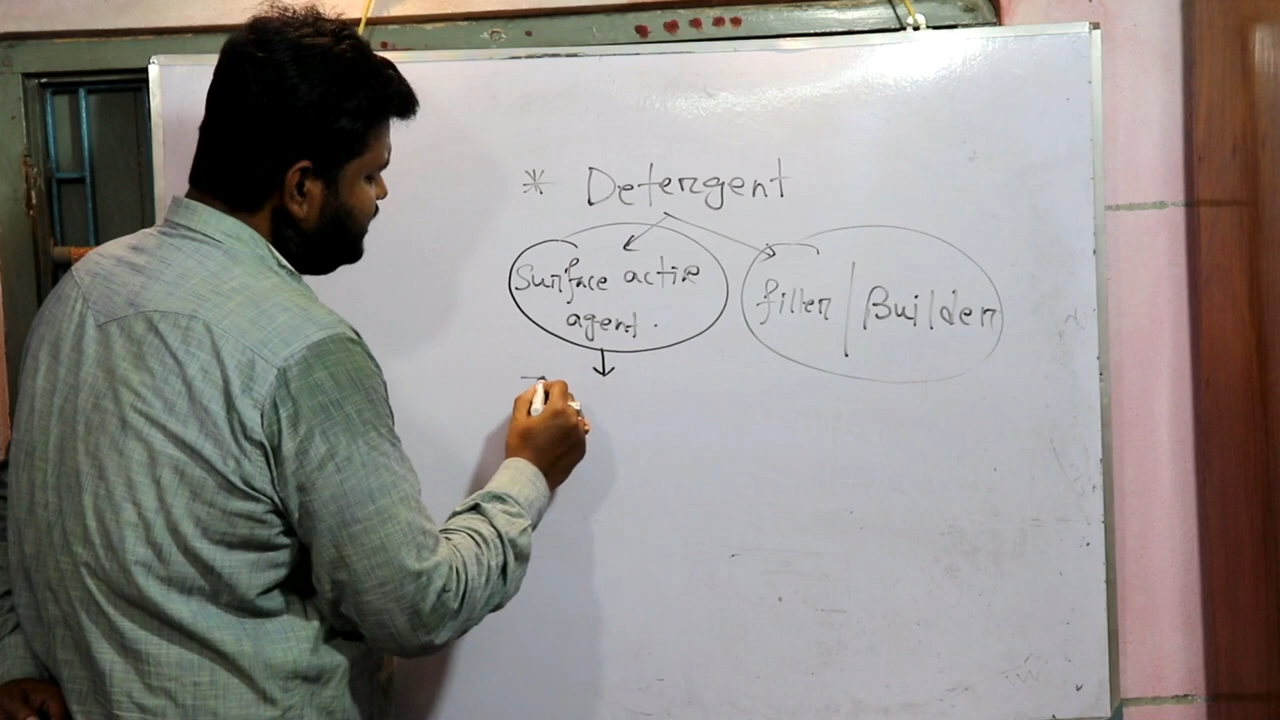 * Detergent
Surface active
agent.
filler | Builder